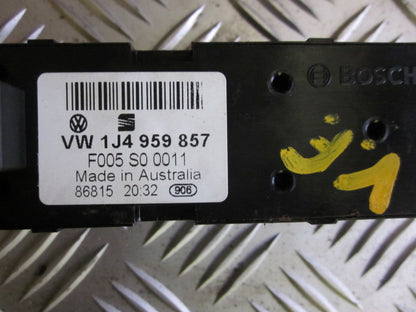 VW 1J4 959 857
F005 S0 0011
Made in Australia
86815 20:32 906
BOSCH